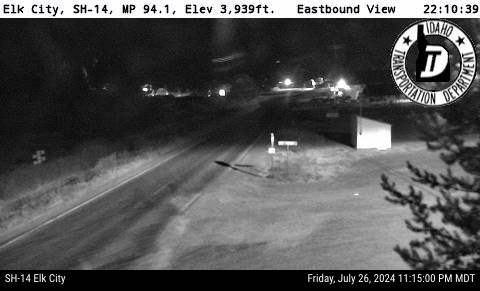 Elk City, SH-14, MP 94.1, Elev 3,939ft. Eastbound View 22:10:39
IDAHO
TRANSPORTATION DEPARTMENT
SH-14 Elk City Friday, July 26, 2024 11:15:00 PM MDT